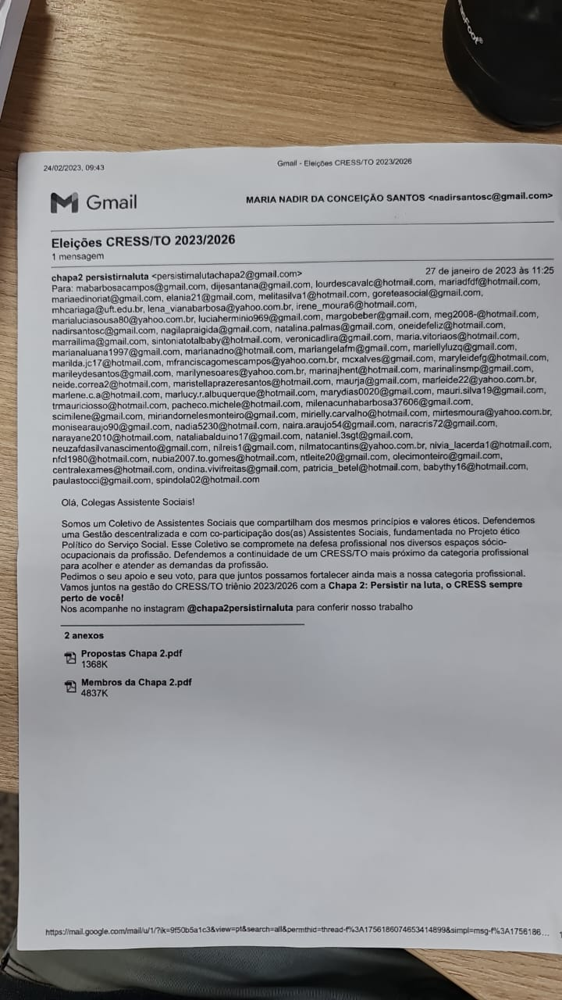 24/02/2023, 09:43
Gmail - Eleições CRESS/TO 2023/2026
Gmail
MARIA NADIR DA CONCEIÇÃO SANTOS <nadirsantosc@gmail.com>
Eleições CRESS/TO 2023/2026
1 mensagem
chapa2 persistirnaluta <persistirnalutachapa2@gmail.com>
27 de janeiro de 2023 às 11:25
Para: mabarbosacampos@gmail.com, dijesantana@gmail.com, lourdescavalc@hotmail.com, mariadfdf@hotmail.com,
mariaedinoriat@gmail.com, elania21@gmail.com, melitasilva1@hotmail.com, goreteasocial@gmail.com,
mhcariaga@uft.edu.br, lena_vianabarbosa@yahoo.com.br, irene_moura6@hotmail.com,
marialuciasousa80@yahoo.com.br, luciaherminio969@gmail.com, margobeber@gmail.com, meg2008-@hotmail.com,
nadirsantosc@gmail.com, nagilapraigida@gmail.com, natalina.palmas@gmail.com, oneidefeliz@hotmail.com,
marrailima@gmail.com, sintoniatotalbaby@hotmail.com, veronicadlira@gmail.com, maria.vitoriaos@hotmail.com,
marianaluana1997@gmail.com, marianadno@hotmail.com, mariangelafm@gmail.com, mariellyluzq@gmail.com,
marilda.jc17@hotmail.com, mfranciscagomescampos@yahoo.com.br, mcxalves@gmail.com, maryleidefg@hotmail.com,
marileydesantos@gmail.com, marilynesoares@yahoo.com.br, marinajhent@hotmail.com, marinalinsmp@gmail.com,
neide.correa2@hotmail.com, maristellaprazeresantos@hotmail.com, maurja@gmail.com, marleide22@yahoo.com.br,
marlene.c.a@hotmail.com, marlucy.r.albuquerque@hotmail.com, marydias0020@gmail.com, mauri.silva19@gmail.com,
trmauriciosso@hotmail.com, pacheco.michele@hotmail.com, milenacunhabarbosa37606@gmail.com,
scimilene@gmail.com, miriandornelesmonteiro@gmail.com, mirielly.carvalho@hotmail.com, mirtesmoura@yahoo.com.br,
monisearaujo90@gmail.com, nadia5230@hotmail.com, naira.araujo54@gmail.com, naracris72@gmail.com,
narayane2010@hotmail.com, nataliabalduino17@gmail.com, nataniel.3sgt@gmail.com,
neuzafdasilvanascimento@gmail.com, nilreis1@gmail.com, nilmatocantins@yahoo.com.br, nivia_lacerda1@hotmail.com,
nfcl1980@hotmail.com, nubia2007.to.gomes@hotmail.com, ntleite20@gmail.com, olecimonteiro@gmail.com,
centralexames@hotmail.com, ondina.vivifreitas@gmail.com, patricia_betel@hotmail.com, babythy16@hotmail.com,
paulastocci@gmail.com, spindola02@hotmail.com
Olá, Colegas Assistente Sociais!
Somos um Coletivo de Assistentes Sociais que compartilham dos mesmos princípios e valores éticos. Defendemos
uma Gestão descentralizada e com co-participação dos(as) Assistentes Sociais, fundamentada no Projeto ético
Político do Serviço Social. Esse Coletivo se compromete na defesa profissional nos diversos espaços sócio-
ocupacionais da profissão. Defendemos a continuidade de um CRESS/TO mais próximo da categoria profissional
para acolher e atender as demandas da profissão.
Pedimos o seu apoio e seu voto, para que juntos possamos fortalecer ainda mais a nossa categoria profissional.
Vamos juntos na gestão do CRESS/TO triênio 2023/2026 com a Chapa 2: Persistir na luta, o CRESS sempre
perto de você!
Nos acompanhe no instagram @chapa2persistirnaluta para conferir nosso trabalho
2 anexos
Propostas Chapa 2.pdf
1368K
Membros da Chapa 2.pdf
4837K
https://mail.google.com/mail/u/1/?ik=9f50b5a1c3&view=pt&search=all&permthid=thread-f%3A1756186074653414899&simpl=msg-f%3A1756186...